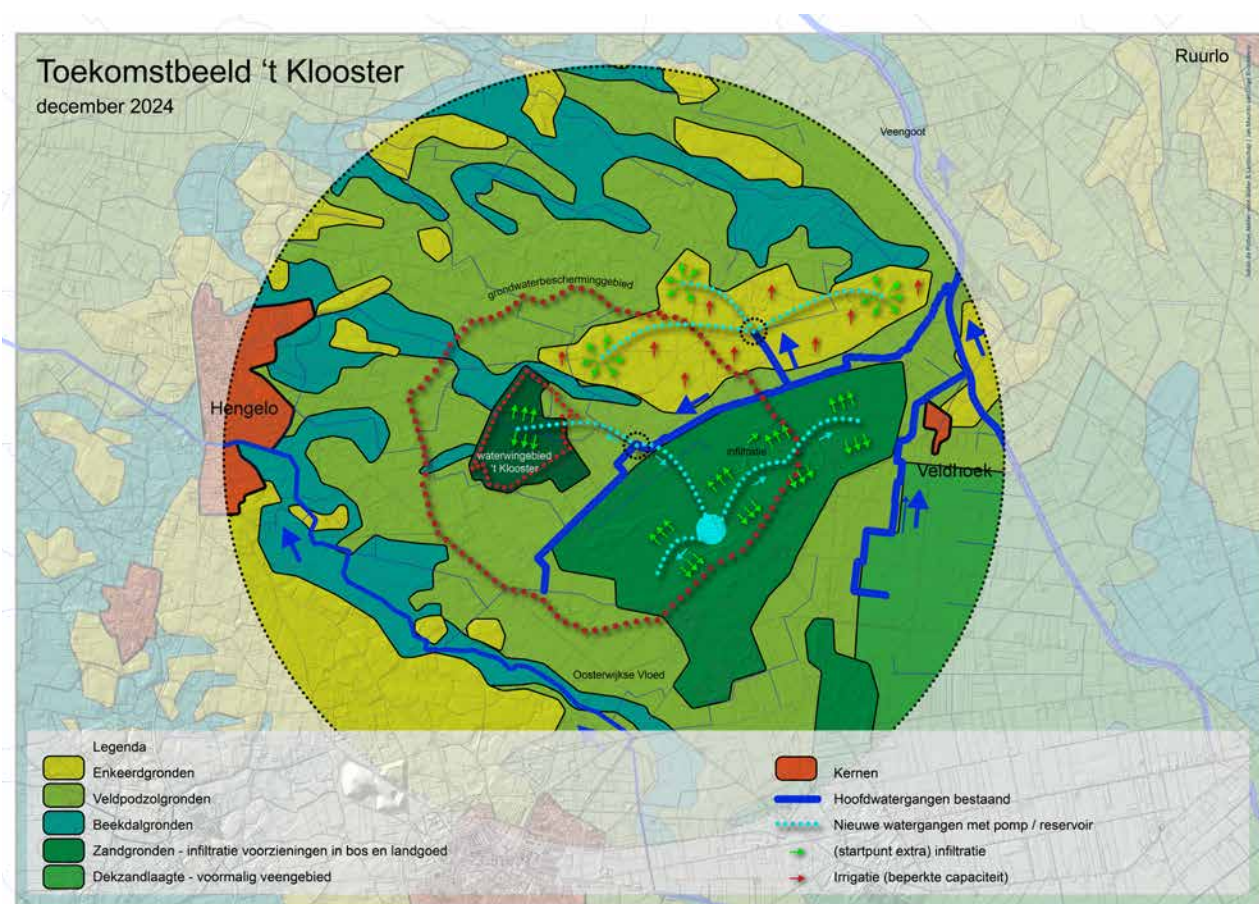 Toekomstbeeld ‘t Klooster
december 2024
Ruurlo
Veengoot
grondwaterbescherminggebied
Hengelo
waterwingebied
't Klooster
infiltratie
Veldhoek
Oosterwijkse Vloed
Legenda
Enkeerdgronden
Veldpodzolgronden
Beekdalgronden
Zandgronden - infiltratie voorzieningen in bos en landgoed
Dekzandlaagte - voormalig veengebied
Kernen
Hoofdwatergangen bestaand
Nieuwe watergangen met pomp / reservoir
(startpunt extra) infiltratie
Irrigatie (beperkte capaciteit)